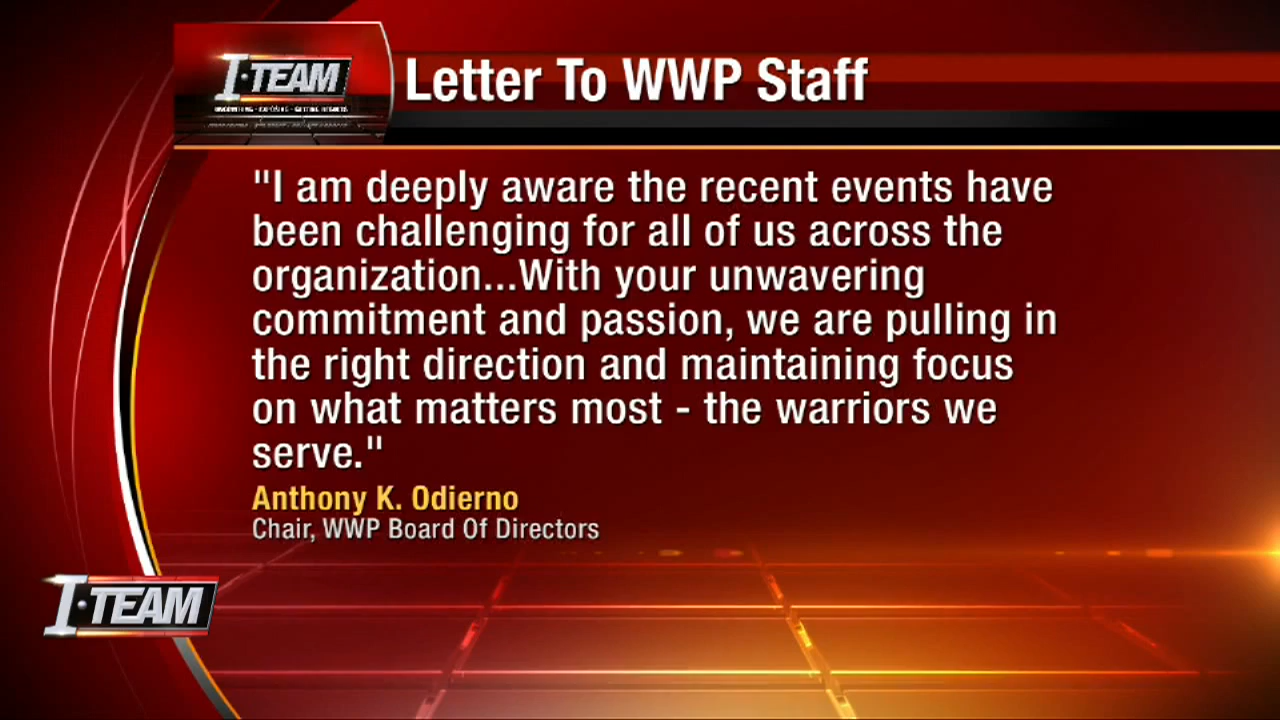 I·TEAM
Letter To WWP Staff
"I am deeply aware the recent events have
been challenging for all of us across the
organization...With your unwavering
commitment and passion, we are pulling in
the right direction and maintaining focus
on what matters most - the warriors we
serve."
Anthony K. Odierno
Chair, WWP Board Of Directors
I·TEAM